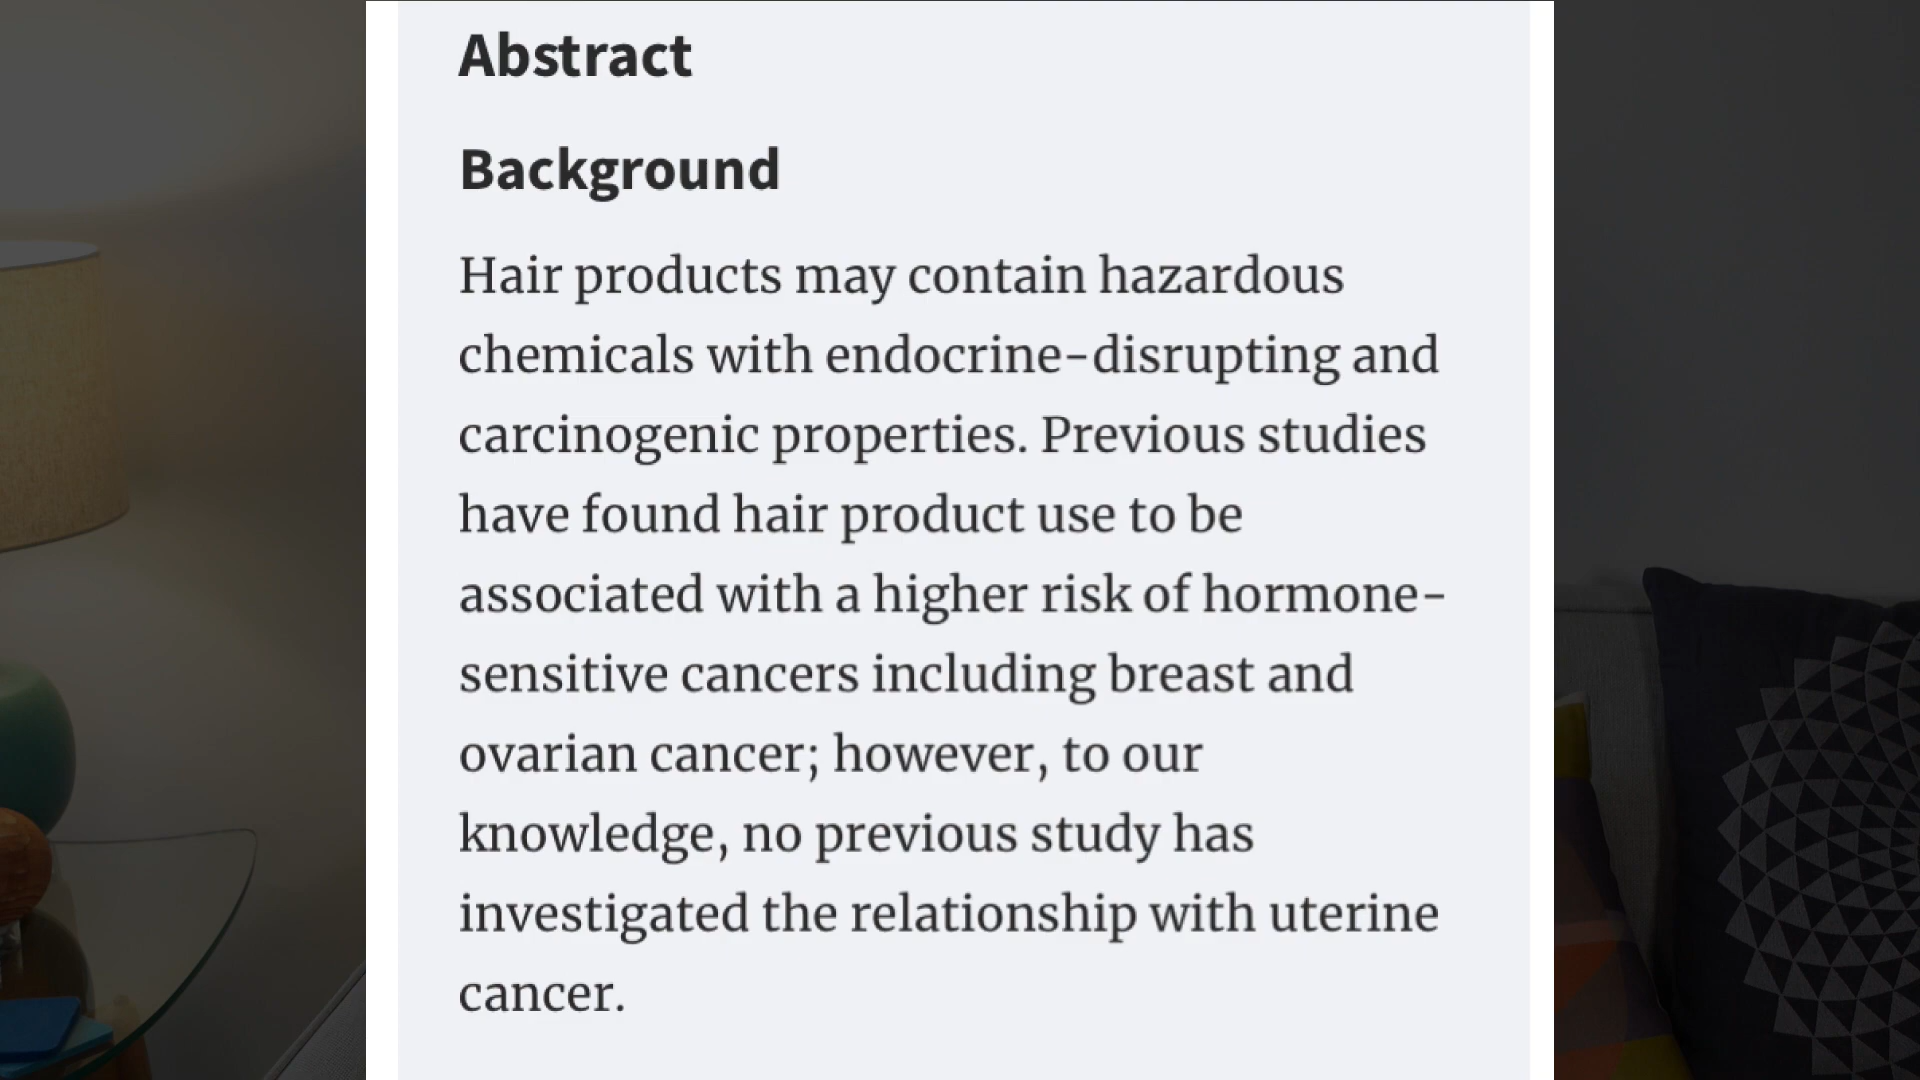 Abstract
Background
Hair products may contain hazardous
chemicals with endocrine-disrupting and
carcinogenic properties. Previous studies
have found hair product use to be
associated with a higher risk of hormone-
sensitive cancers including breast and
ovarian cancer; however, to our
knowledge, no previous study has
investigated the relationship with uterine
cancer.